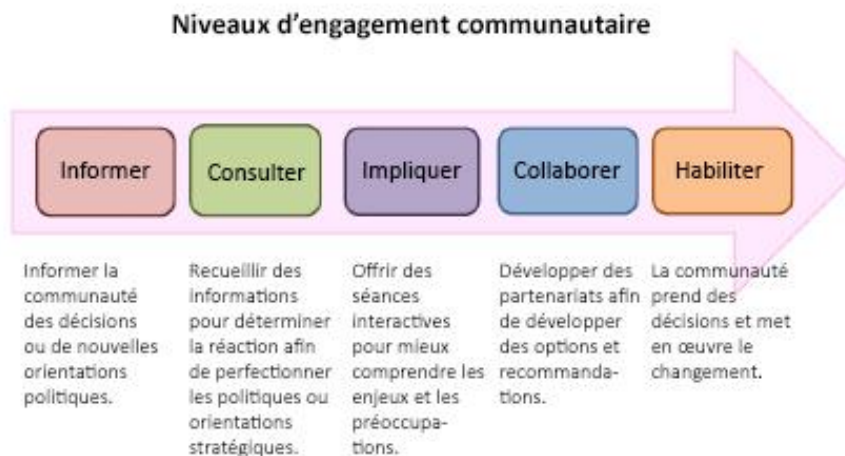 Niveaux d'engagement communautaire
Informer
Consulter
Impliquer
Collaborer
Habiliter
Informer la
communauté
des décisions
ou de nouvelles
orientations
politiques.
Recueillir des
informations
pour déterminer
la réaction afin
de perfectionner
les politiques ou
orientations
stratégiques.
Offrir des
séances
interactives
pour mieux
comprendre les
enjeux et les
préoccupa-
tions.
Développer des
partenariats afin
de développer
des options et
recommanda-
tions.
La communauté
prend des
décisions et met
en œuvre le
changement.